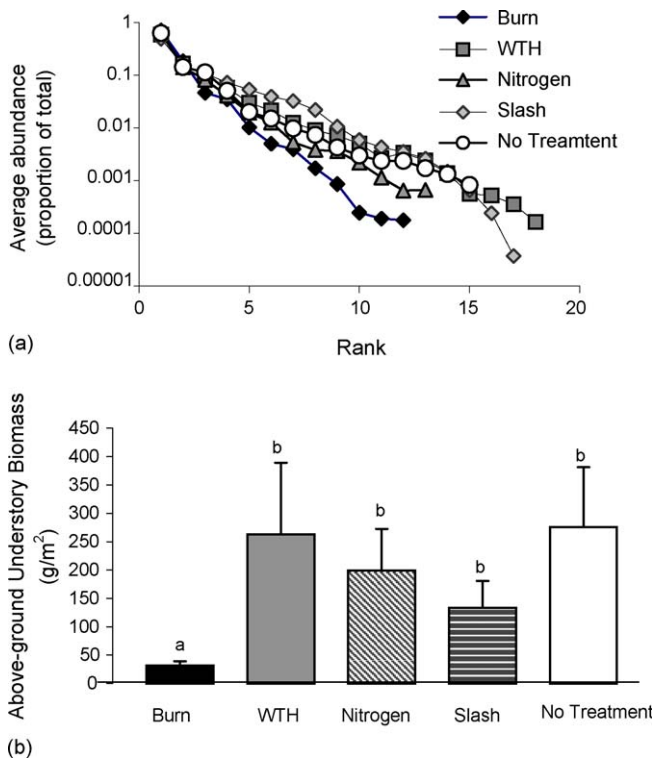 1
0.1
0.01
0.001
0.0001
0.00001
Average abundance
(proportion of total)
0
5
10
15
20
Rank
Burn
WTH
Nitrogen
Slash
No Treamtent
(a)
450
400
350
300
250
200
150
100
50
0
Above-ground Understory Biomass
(g/m²)
a
b
b
b
b
Burn
WTH
Nitrogen
Slash
No Treatment
(b)